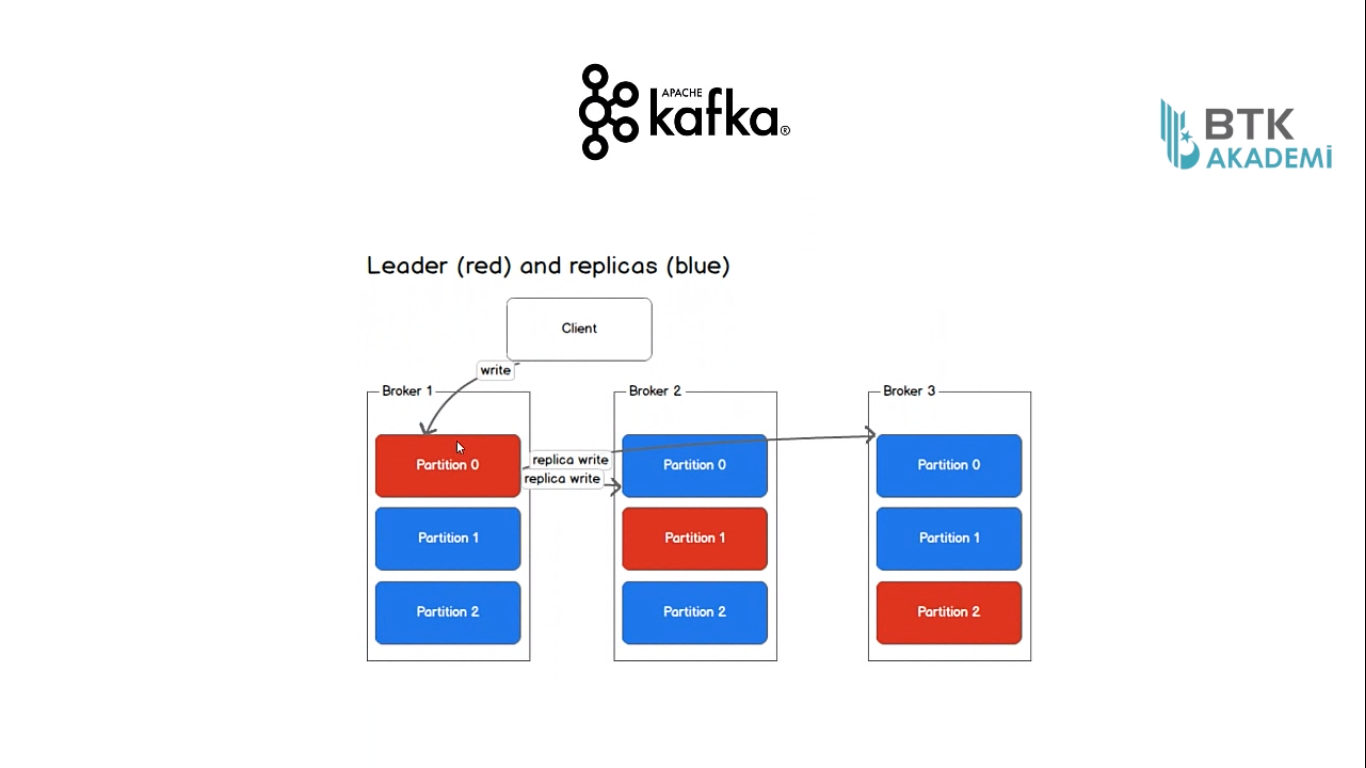 APACHE
kafka®
BTK
AKADEMİ
Leader (red) and replicas (blue)
Client
write
Broker 1
Broker 2
Broker 3
Partition 0
replica write
replica write
Partition 0
Partition 0
Partition 1
Partition 1
Partition 1
Partition 2
Partition 2
Partition 2